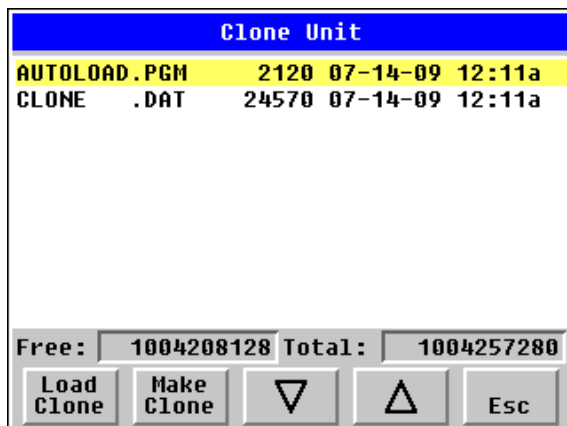 Clone Unit
AUTOLOAD.PGM 2120 07-14-09 12:11a
CLONE .DAT 24570 07-14-09 12:11a
Free: 1004208128 Total: 1004257280
Load Clone
Make Clone
Esc